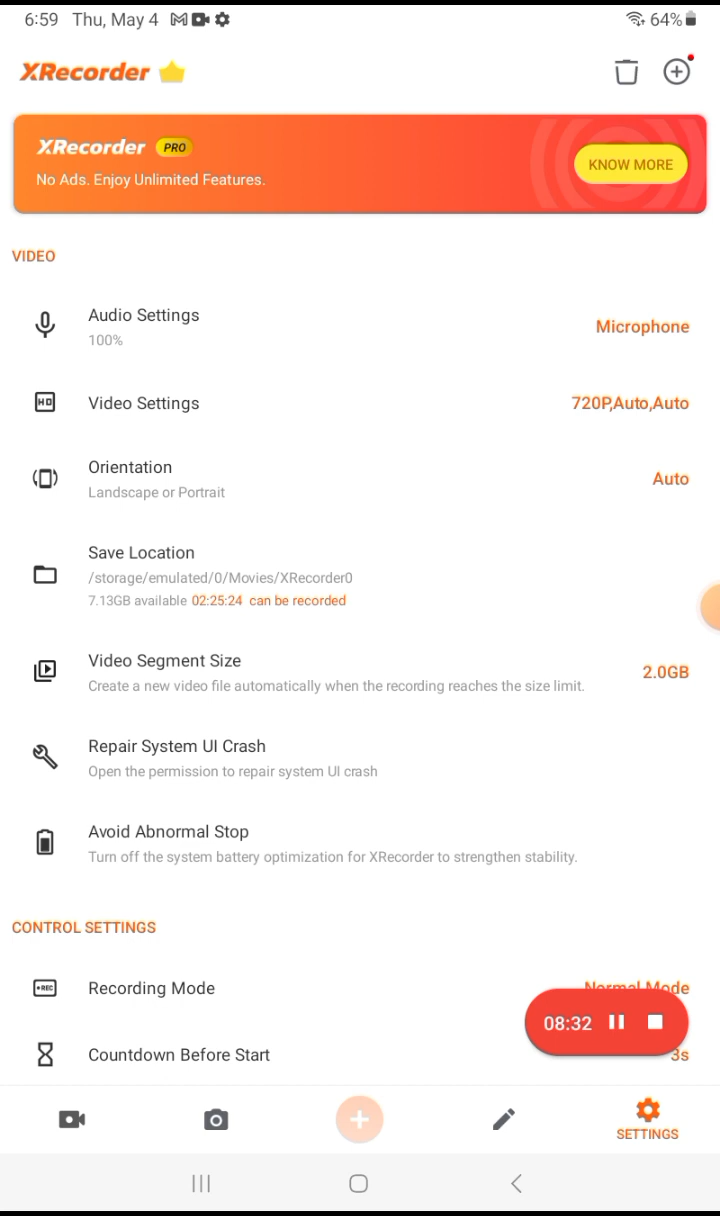 6:59 Thu, May 4 64%
XRecorder
XRecorder PRO
No Ads. Enjoy Unlimited Features.
KNOW MORE
VIDEO
Audio Settings
100%
Microphone
HD
Video Settings
720P,Auto,Auto
Orientation
Landscape or Portrait
Auto
Save Location
/storage/emulated/0/Movies/XRecorder0
7.13GB available 02:25:24 can be recorded
Video Segment Size
Create a new video file automatically when the recording reaches the size limit.
2.0GB
Repair System UI Crash
Open the permission to repair system UI crash
Avoid Abnormal Stop
Turn off the system battery optimization for XRecorder to strengthen stability.
CONTROL SETTINGS
REC
Recording Mode
Normal Mode
08:32
Countdown Before Start
3s
SETTINGS